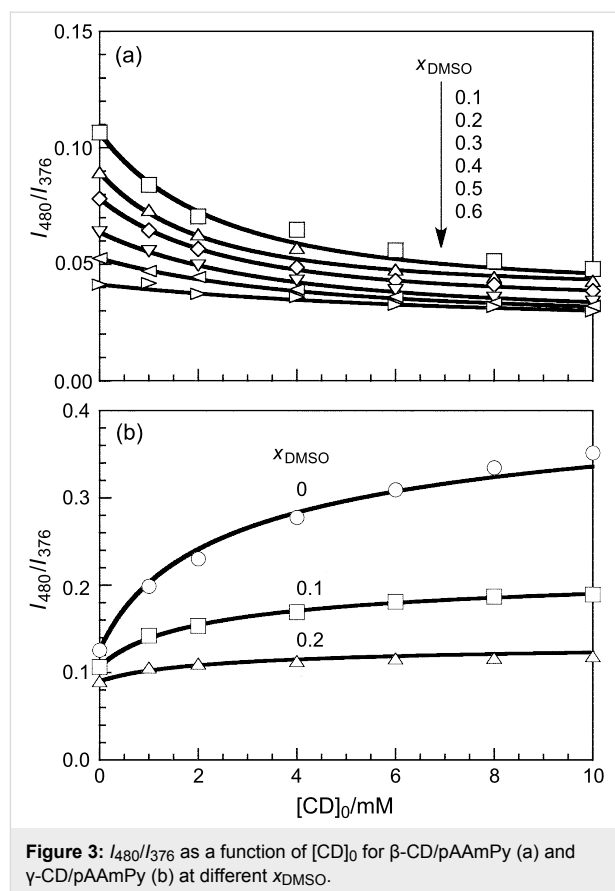 (a)
0.15
0.10
0.05
0.00
I480/I376
xDMSO
0.1
0.2
0.3
0.4
0.5
0.6
(b)
0.4
0.3
0.2
0.1
0.0
I480/I376
xDMSO
0
0.1
0.2
0 2 4 6 8 10
[CD]0/mM
Figure 3: I480/I376 as a function of [CD]0 for β-CD/pAAmPy (a) and
γ-CD/pAAmPy (b) at different xDMSO.